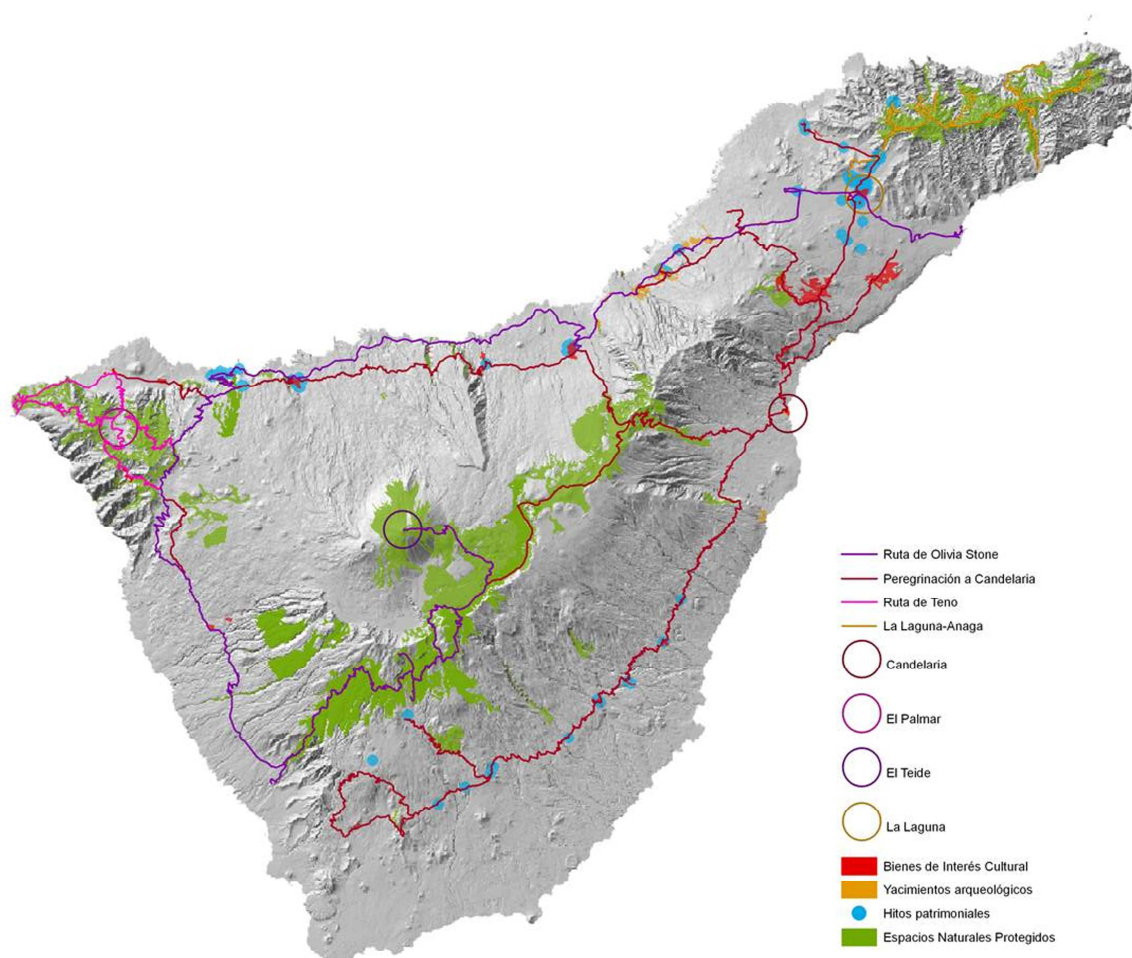 Ruta de Olivia Stone
Peregrinación a Candelaria
Ruta de Teno
La Laguna-Anaga
Candelaria
El Palmar
El Teide
La Laguna
Bienes de Interés Cultural
Yacimientos arqueológicos
Hitos patrimoniales
Espacios Naturales Protegidos